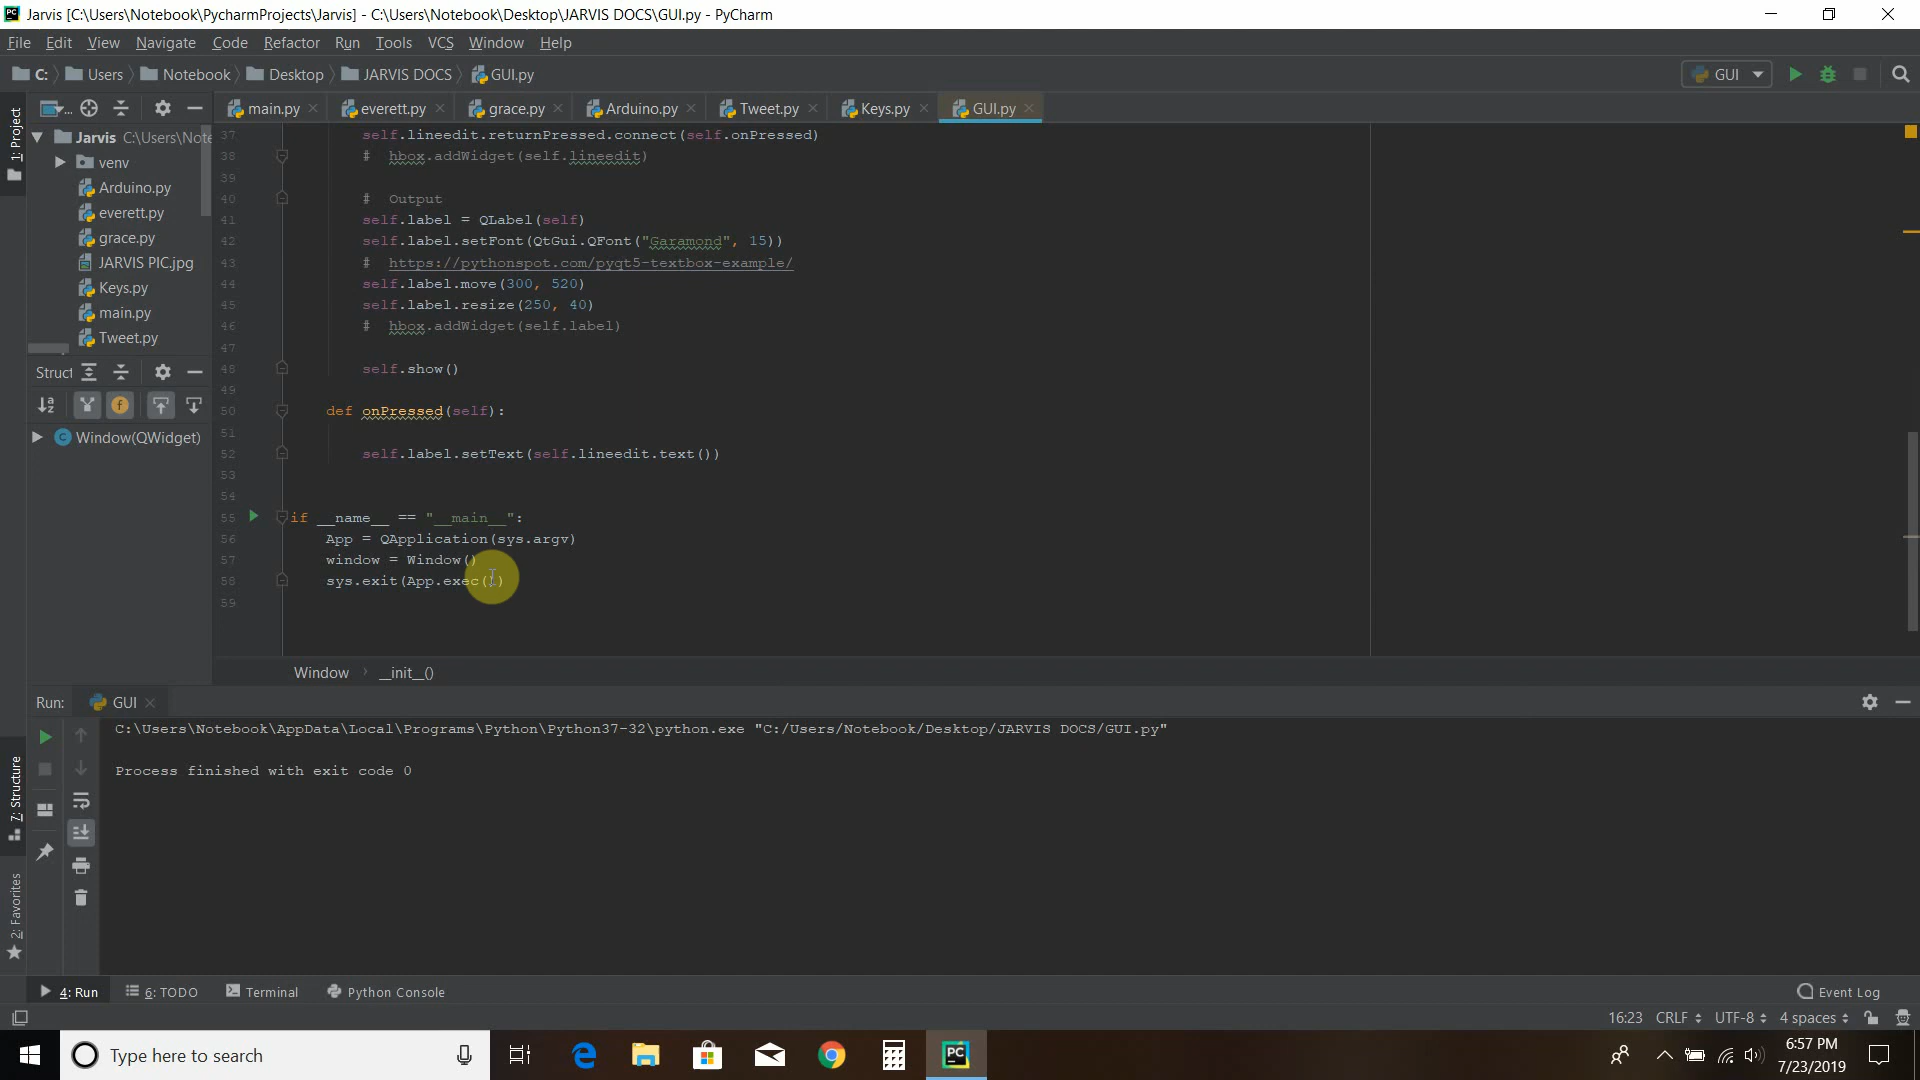 Jarvis [C:\Users\Notebook\PycharmProjects\Jarvis] - C:\Users\Notebook\Desktop\JARVIS DOCS\GUI.py - PyCharm
File Edit View Navigate Code Refactor Run Tools VCS Window Help
C: Users Notebook Desktop JARVIS DOCS GUI.py
GUI
main.py everett.py grace.py Arduino.py Tweet.py Keys.py GUI.py
1: Project
Jarvis C:\Users\Note
venv
Arduino.py
everett.py
grace.py
JARVIS PIC.jpg
Keys.py
main.py
Tweet.py
Struct
Window(QWidget)
37 self.lineedit.returnPressed.connect(self.onPressed)
38 # hbox.addWidget(self.lineedit)
39
40 # Output
41 self.label = QLabel(self)
42 self.label.setFont(QtGui.QFont("Garamond", 15))
43 # https://pythonspot.com/pyqt5-textbox-example/
44 self.label.move(300, 520)
45 self.label.resize(250, 40)
46 # hbox.addWidget(self.label)
47
48 self.show()
49
50 def onPressed(self):
51
52 self.label.setText(self.lineedit.text())
53
54
55 if __name__ == "__main__":
56 App = QApplication(sys.argv)
57 window = Window()
58 sys.exit(App.exec())
59
Window __init__()
Run: GUI
C:\Users\Notebook\AppData\Local\Programs\Python\Python37-32\python.exe "C:/Users/Notebook/Desktop/JARVIS DOCS/GUI.py"
Process finished with exit code 0
7: Structure
2: Favorites
4: Run 6: TODO Terminal Python Console Event Log
16:23 CRLF UTF-8 4 spaces
Type here to search
PC
6:57 PM
7/23/2019